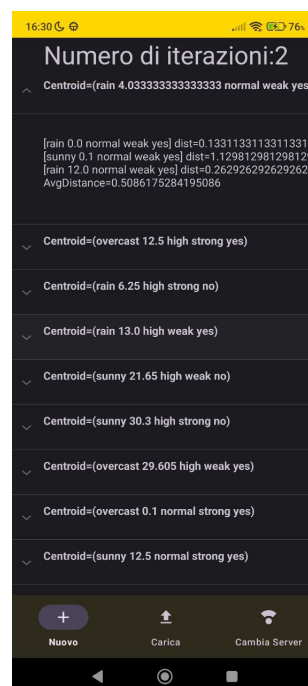 16:30 76%
Numero di iterazioni:2
Centroid=(rain 4.033333333333333 normal weak yes
[rain 0.0 normal weak yes] dist=0.1331133113311331
[sunny 0.1 normal weak yes] dist=1.129812981298129
[rain 12.0 normal weak yes] dist=0.262926292629262
AvgDistance=0.5086175284195086
Centroid=(overcast 12.5 high strong yes)
Centroid=(rain 6.25 high strong no)
Centroid=(rain 13.0 high weak yes)
Centroid=(sunny 21.65 high weak no)
Centroid=(sunny 30.3 high strong no)
Centroid=(overcast 29.605 high weak yes)
Centroid=(overcast 0.1 normal strong yes)
Centroid=(sunny 12.5 normal strong yes)
Nuovo Carica Cambia Server